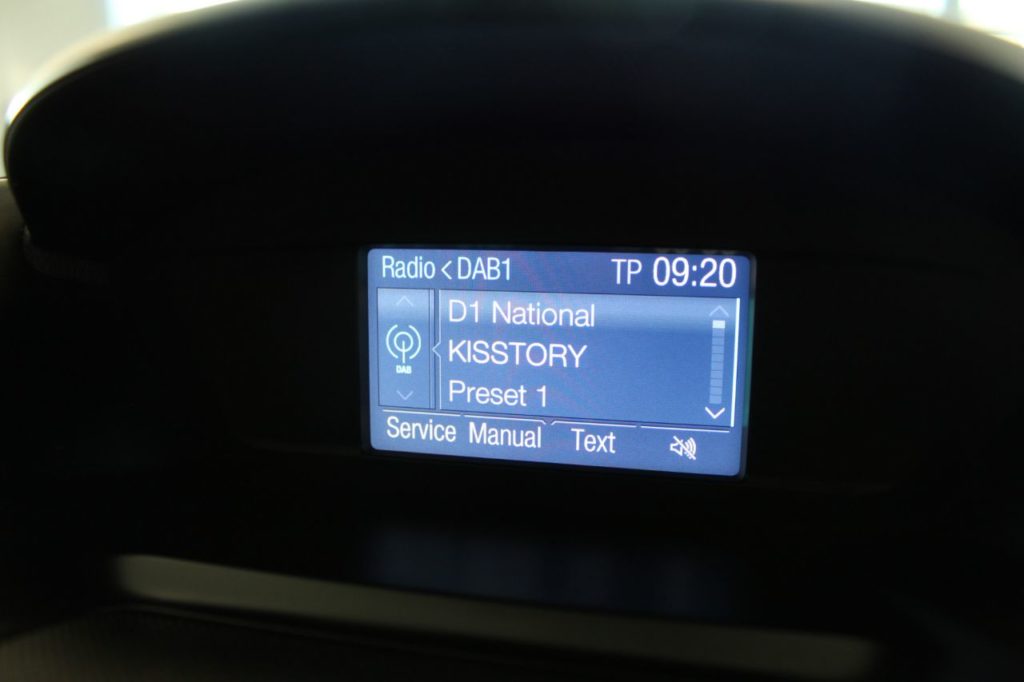 Radio < DAB1 TP 09:20
D1 National
KISSTORY
DAB
Preset 1
Service Manual Text